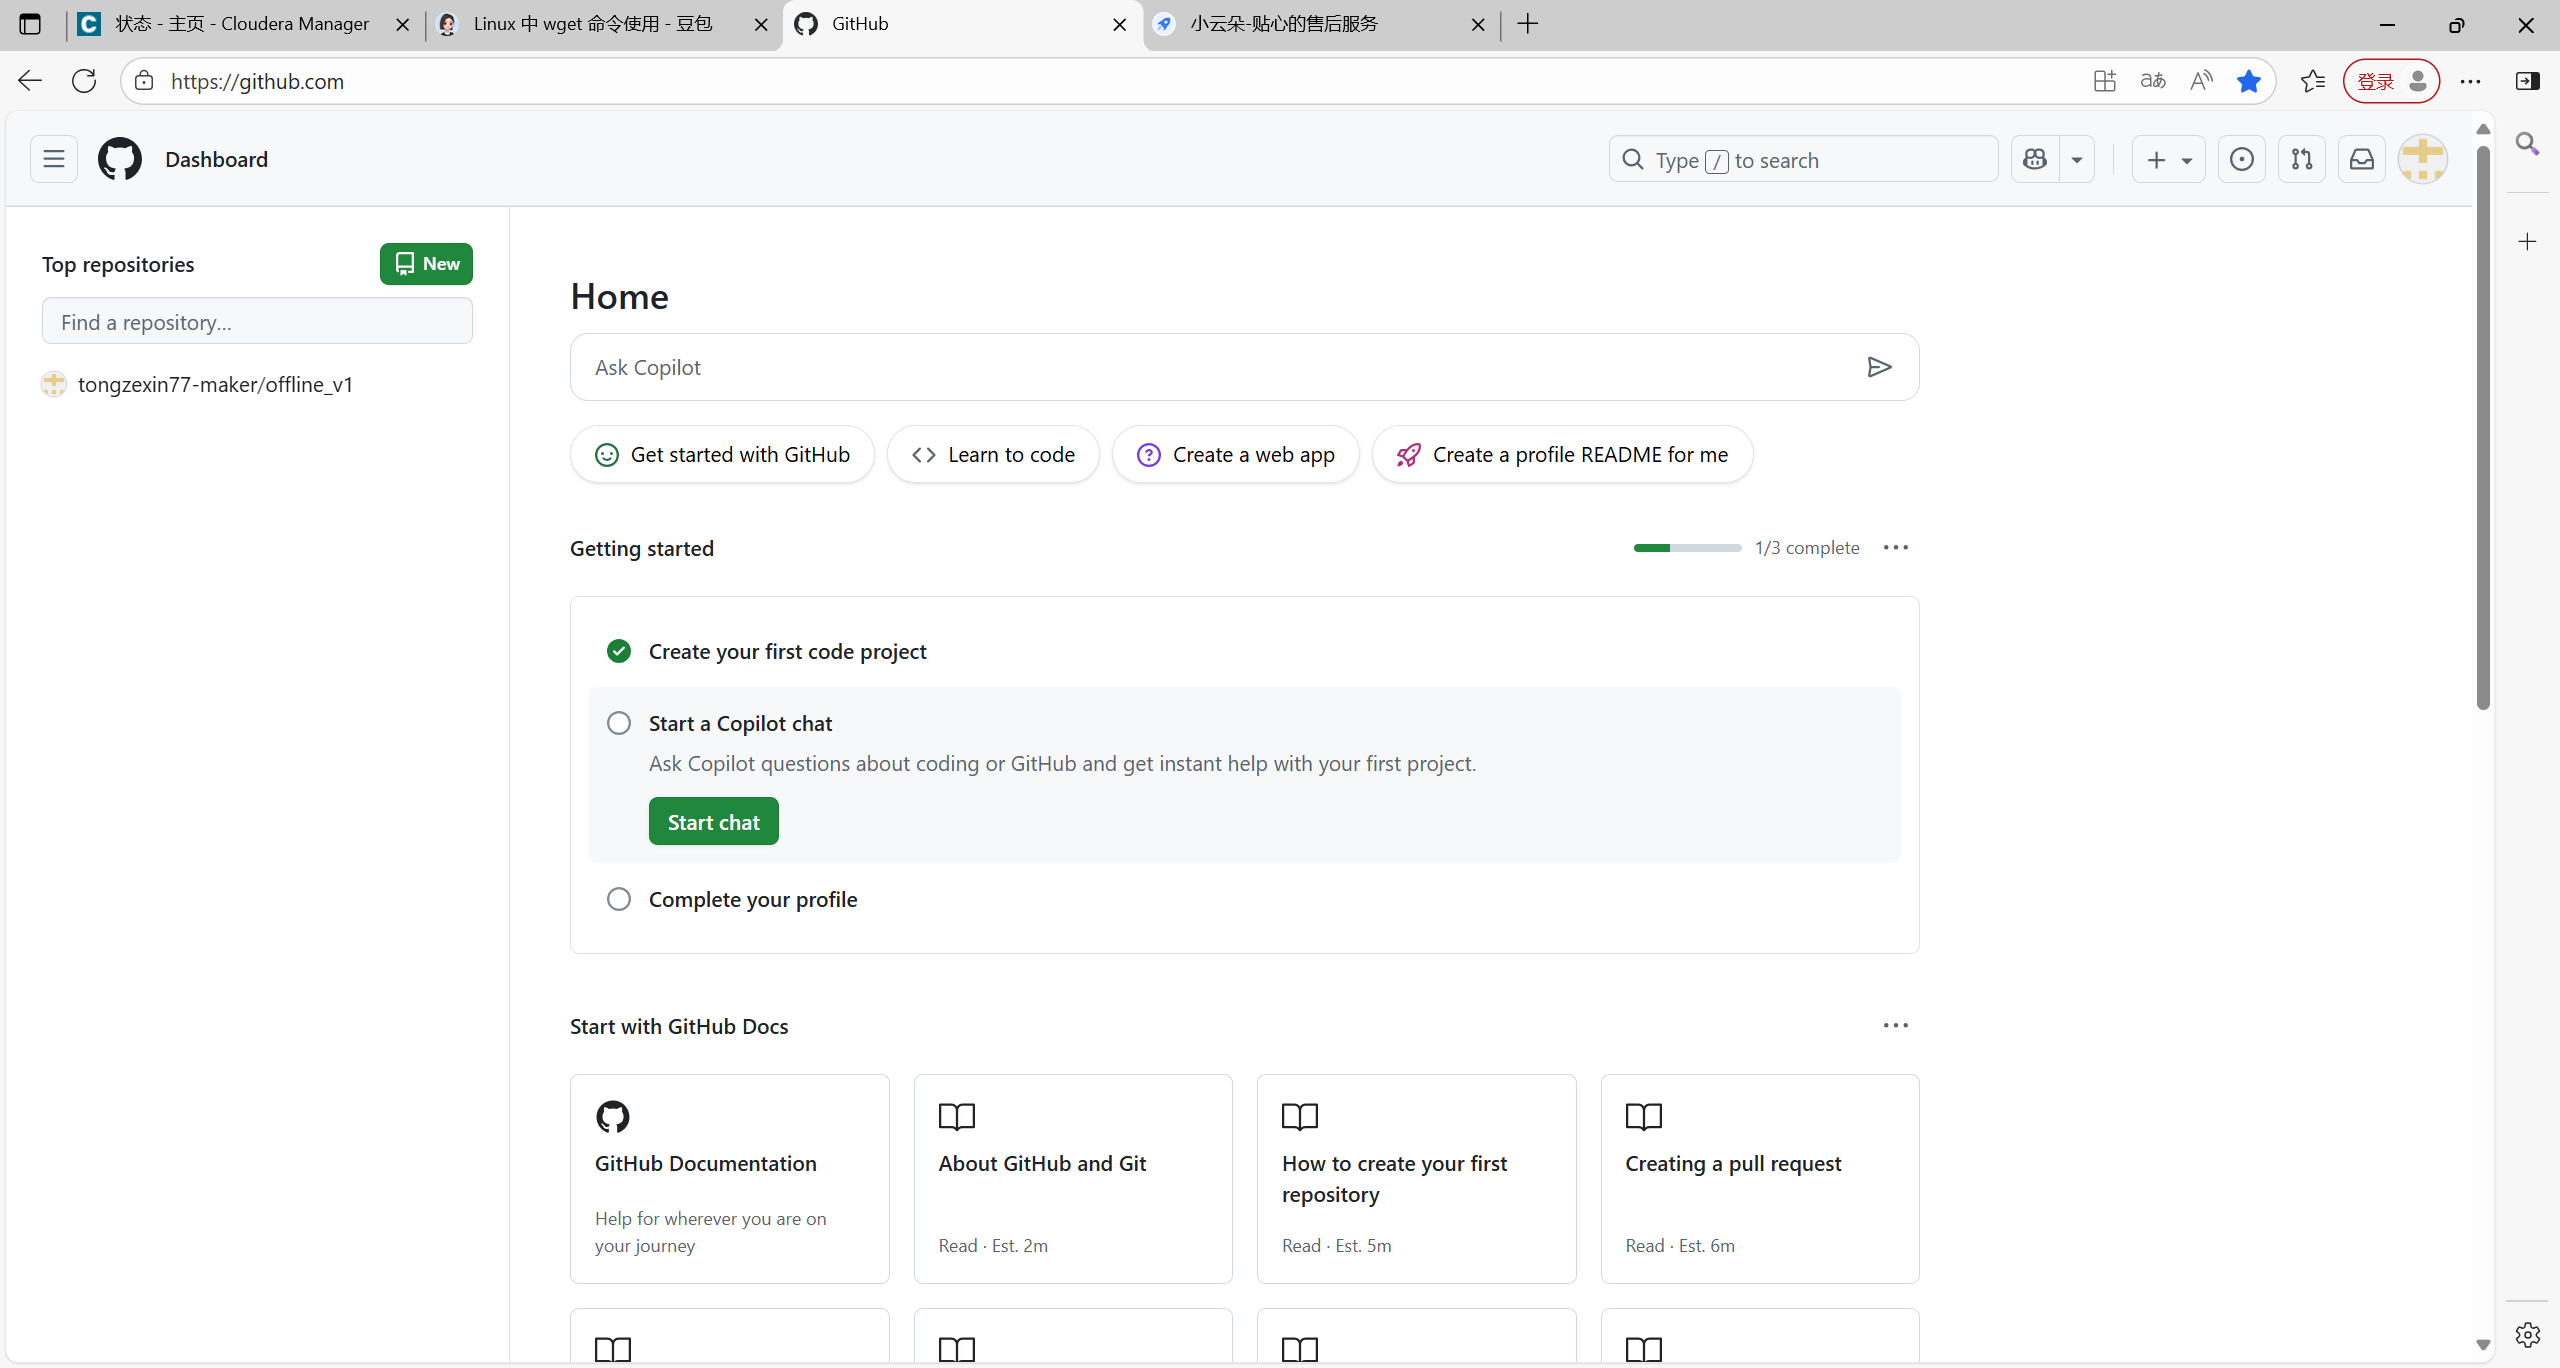 状态 - 主页 - Cloudera Manager
Linux 中 wget 命令使用 - 豆包
GitHub
小云朵-贴心的售后服务
https://github.com
登录
Dashboard
Type / to search
Top repositories
New
Find a repository...
tongzexin77-maker/offline_v1
Home
Ask Copilot
Get started with GitHub
Learn to code
Create a web app
Create a profile README for me
Getting started
1/3 complete
Create your first code project
Start a Copilot chat
Ask Copilot questions about coding or GitHub and get instant help with your first project.
Start chat
Complete your profile
Start with GitHub Docs
GitHub Documentation
Help for wherever you are on
your journey
About GitHub and Git
Read · Est. 2m
How to create your first
repository
Read · Est. 5m
Creating a pull request
Read · Est. 6m